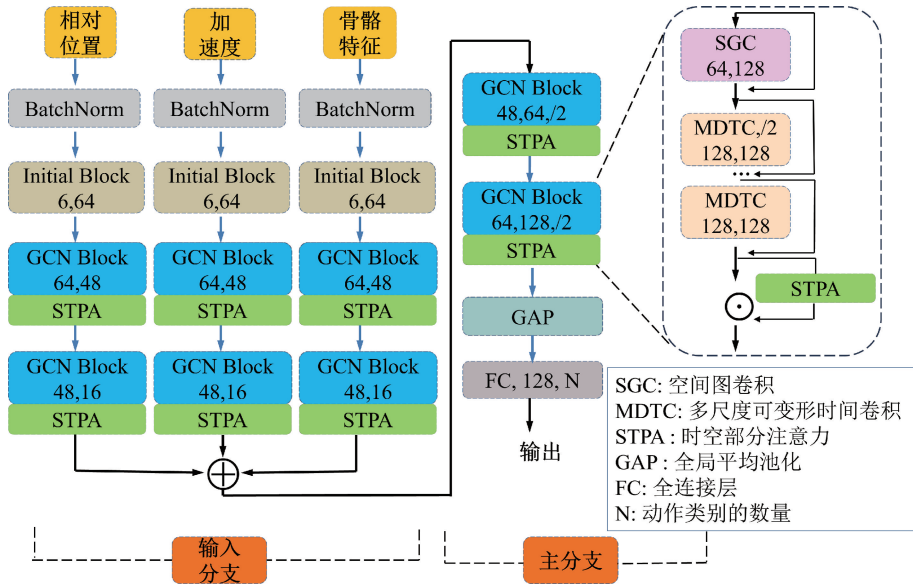 相对
位置
BatchNorm
Initial Block
6,64
GCN Block
64,48
STPA
GCN Block
48,16
STPA
加
速度
BatchNorm
Initial Block
6,64
GCN Block
64,48
STPA
GCN Block
48,16
STPA
骨骼
特征
BatchNorm
Initial Block
6,64
GCN Block
64,48
STPA
GCN Block
48,16
STPA
输入
分支
GCN Block
48,64,/2
STPA
GCN Block
64,128,/2
STPA
GAP
FC, 128, N
输出
主分支
SGC
64,128
MDTC,/2
128,128
...
MDTC
128,128
STPA
SGC: 空间图卷积
MDTC: 多尺度可变形时间卷积
STPA : 时空部分注意力
GAP : 全局平均池化
FC: 全连接层
N: 动作类别的数量